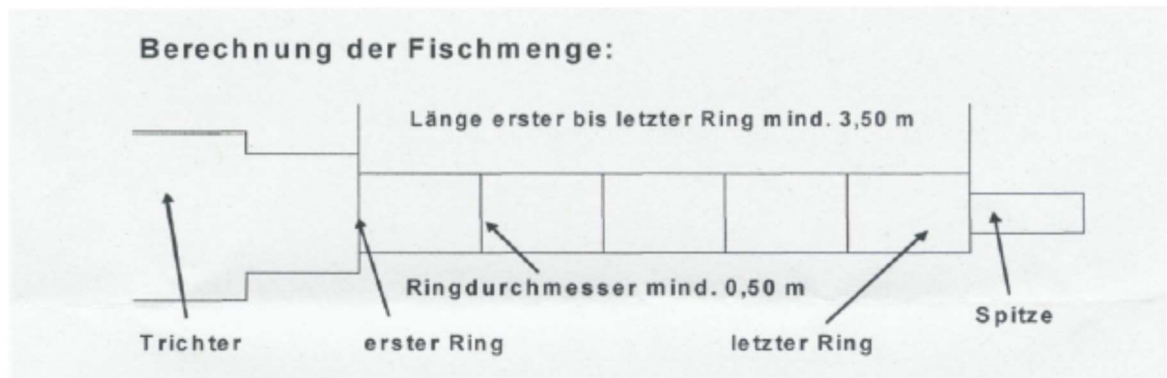 Berechnung der Fischmenge:
Länge erster bis letzter Ring mind. 3,50 m
Ringdurchmesser mind. 0,50 m
Spitze
Trichter
erster Ring
letzter Ring